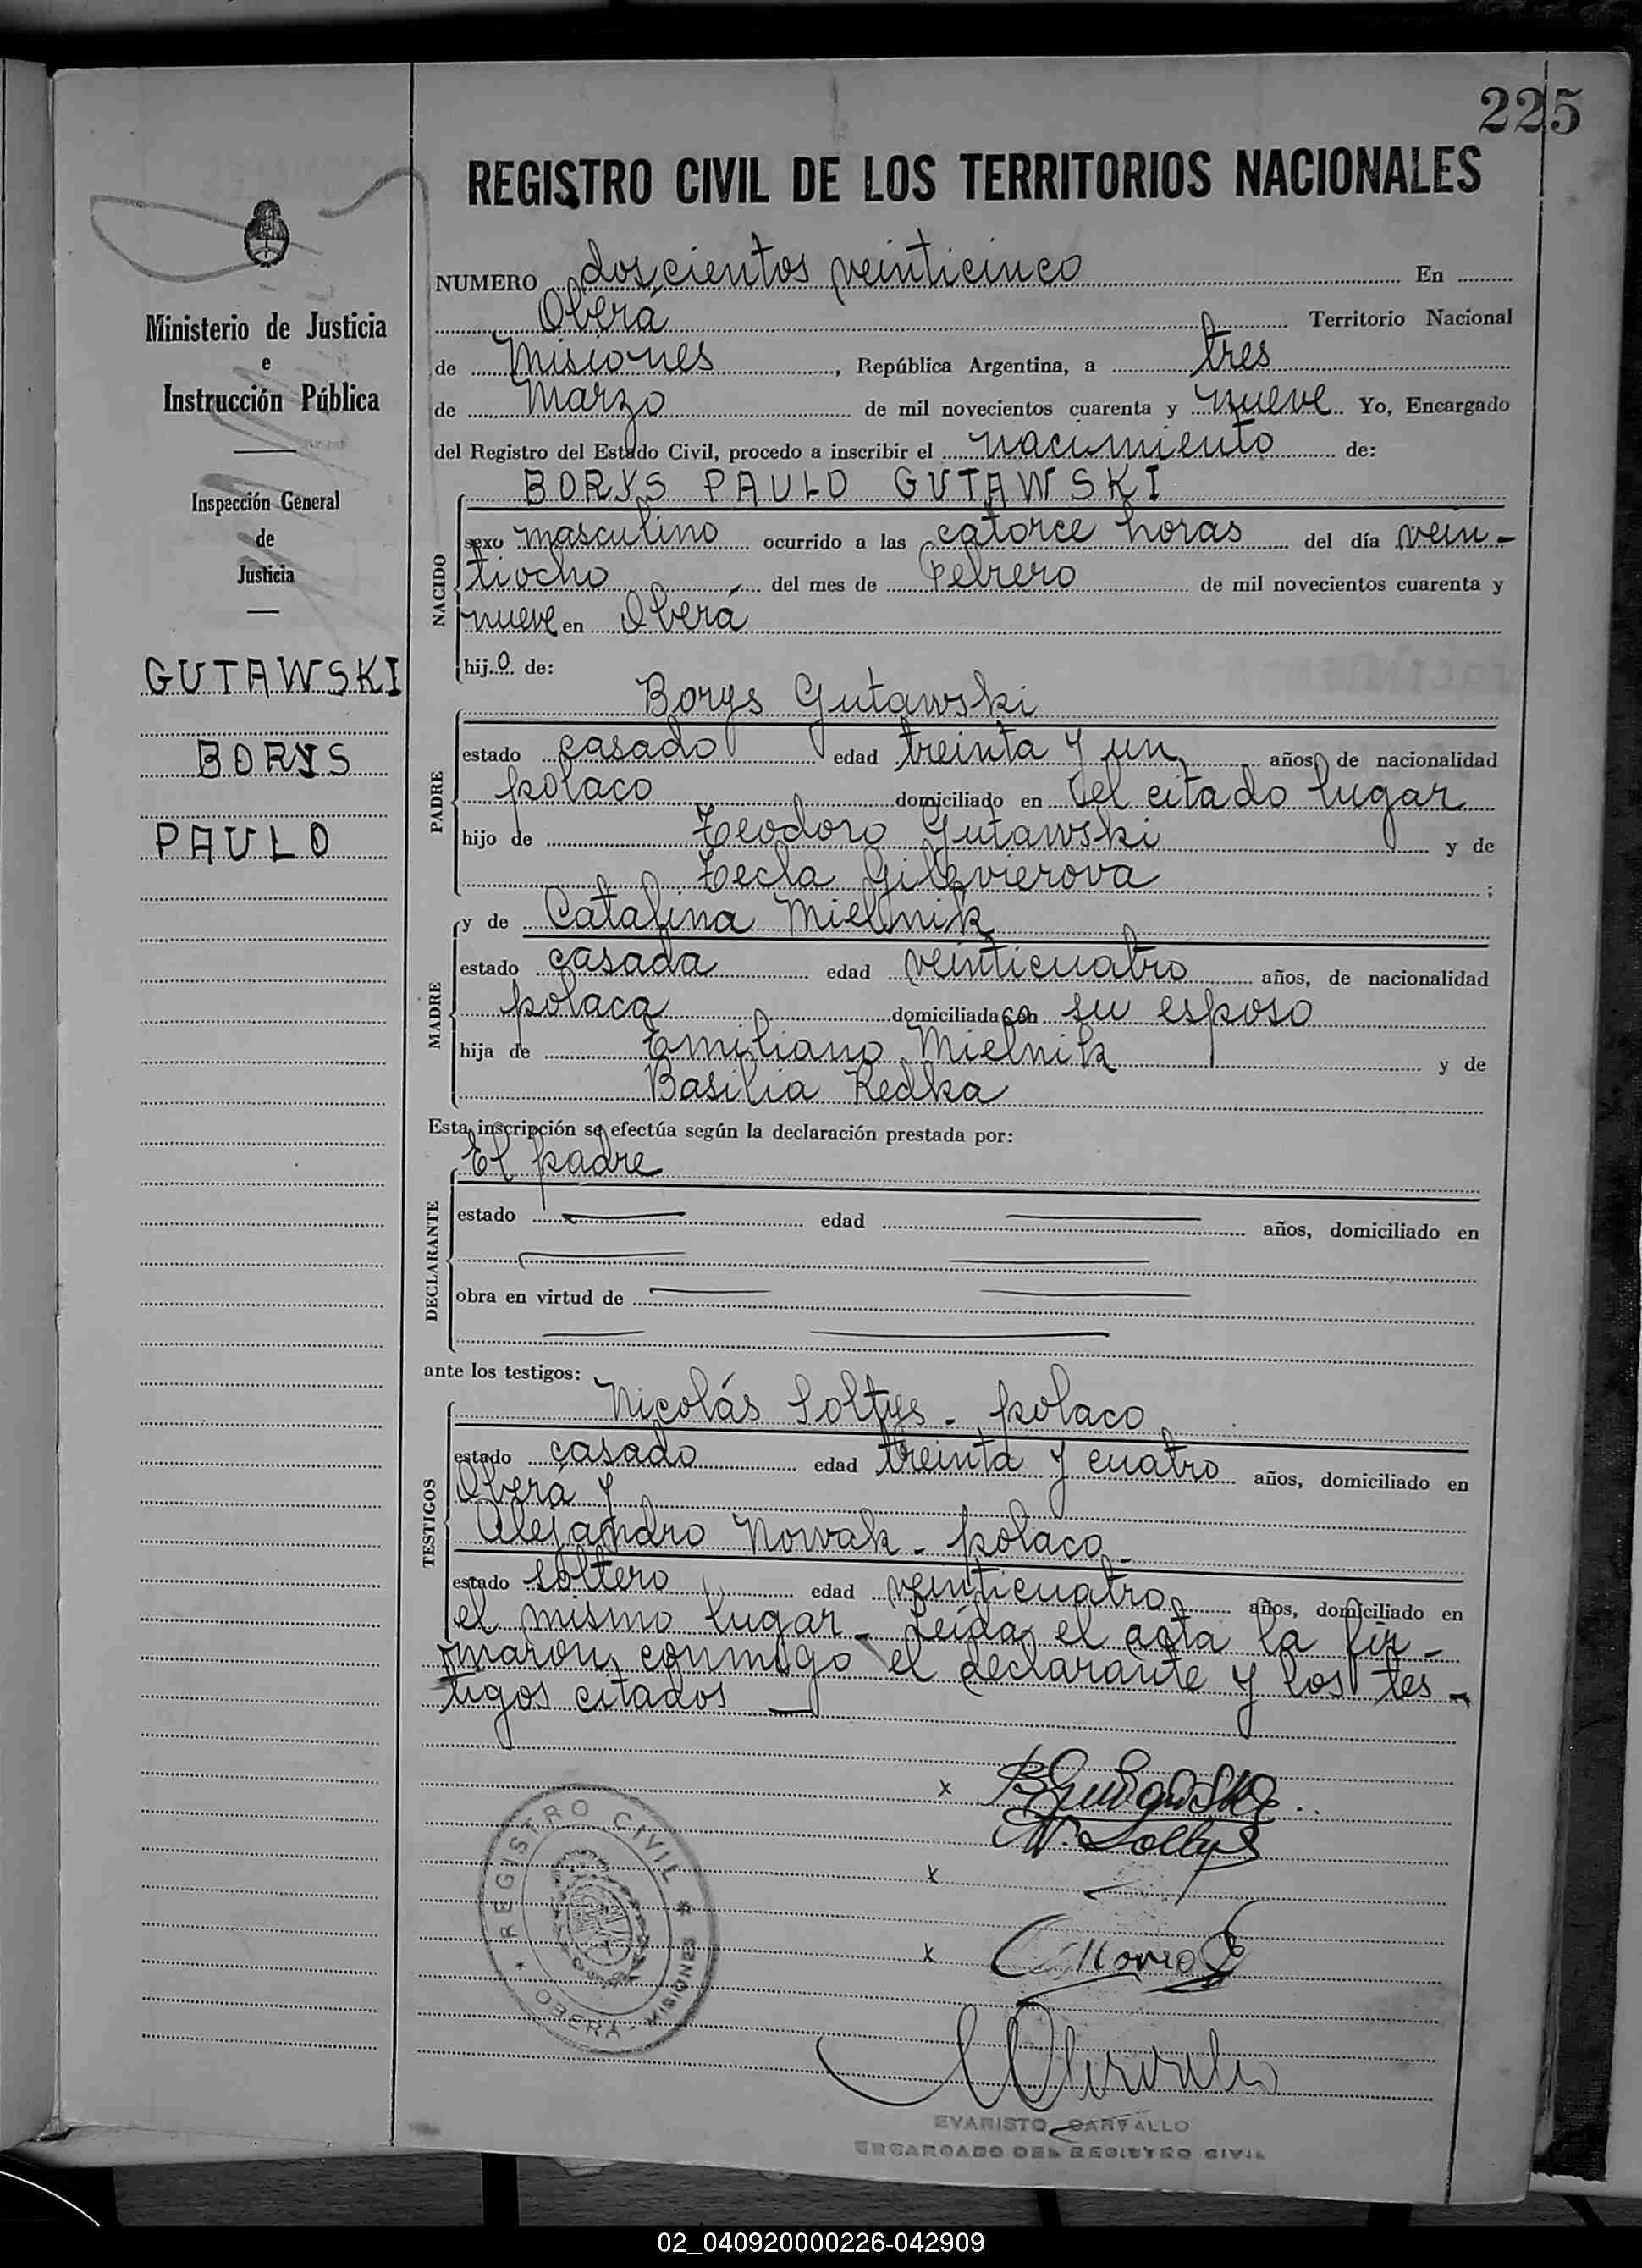 225
REGISTRO CIVIL DE LOS TERRITORIOS NACIONALES
Ministerio de Justicia
e
Instrucción Pública
Inspección General
de
Justicia
GUTAWSKI
BORYS
PAULO
NUMERO doscientos veinticinco En
Oberá Territorio Nacional
de Misiones, República Argentina, a tres
de Marzo de mil novecientos cuarenta y nueve Yo, Encargado
del Registro del Estado Civil, procedo a inscribir el nacimiento de:
NACIDO
BORYS PAULO GUTAWSKI
sexo masculino ocurrido a las catorce horas del día vein-
tiocho del mes de Febrero de mil novecientos cuarenta y
nueve en Oberá
hijo de:
PADRE
Borys Gutawski
estado casado edad treinta y un años, de nacionalidad
polaco domiciliado en el citado lugar
hijo de Teodoro Gutawski y de
Tecla ;
MADRE
y de Catalina Mielnik
estado casada edad veinticuatro años, de nacionalidad
polaca domiciliada con su esposo
hija de Emiliano Mielnik y de
Basilia Redka
Esta inscripción se efectúa según la declaración prestada por:
DECLARANTE
El padre
estado edad años, domiciliado en
obra en virtud de
ante los testigos:
TESTIGOS
Nicolás Soltys - polaco
estado casado edad treinta y cuatro años, domiciliado en
Oberá y
Alejandro Nowak - polaco -
estado soltero edad veinticuatro años, domiciliado en
el mismo lugar - Leída el acta la fir-
maron conmigo el declarante y los tes-
tigos citados
x
N. Soltys
x
x
REGISTRO CIVIL
OBERÁ - MISIONES
EVARISTO CARVALLO
ENCARGADO DEL REGISTRO CIVIL
02_040920000226-042909